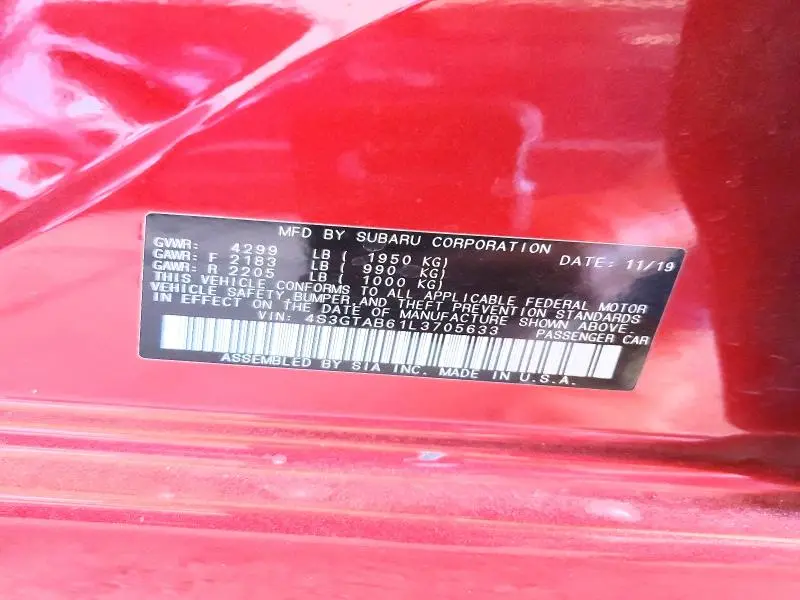 MFD BY SUBARU CORPORATION
GVWR: 4299 LB ( 1950 KG) DATE: 11/19
GAWR: F 2183 LB ( 990 KG)
GAWR: R 2205 LB ( 1000 KG)
THIS VEHICLE CONFORMS TO ALL APPLICABLE FEDERAL MOTOR
VEHICLE SAFETY,BUMPER,AND THEFT PREVENTION STANDARDS
IN EFFECT ON THE DATE OF MANUFACTURE SHOWN ABOVE.
VIN: 4S3GTAB61L3705633 PASSENGER CAR
ASSEMBLED BY SIA INC. MADE IN U.S.A.